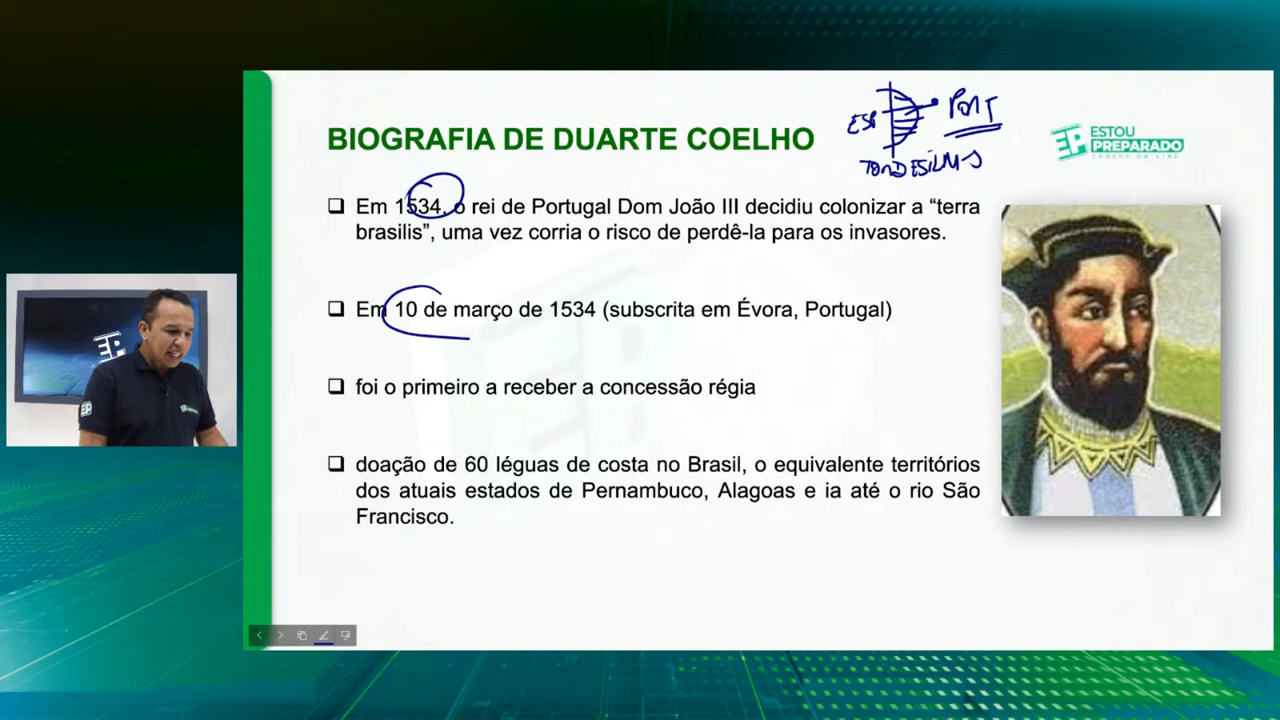 BIOGRAFIA DE DUARTE COELHO
ESP
PORT
TORDESILHAS
ESTOU
PREPARADO
CURSOS ON LINE
❑ Em 1534, o rei de Portugal Dom João III decidiu colonizar a “terra
brasilis”, uma vez corria o risco de perdê-la para os invasores.
❑ Em 10 de março de 1534 (subscrita em Évora, Portugal)
❑ foi o primeiro a receber a concessão régia
❑ doação de 60 léguas de costa no Brasil, o equivalente territórios
dos atuais estados de Pernambuco, Alagoas e ia até o rio São
Francisco.
EP
EP